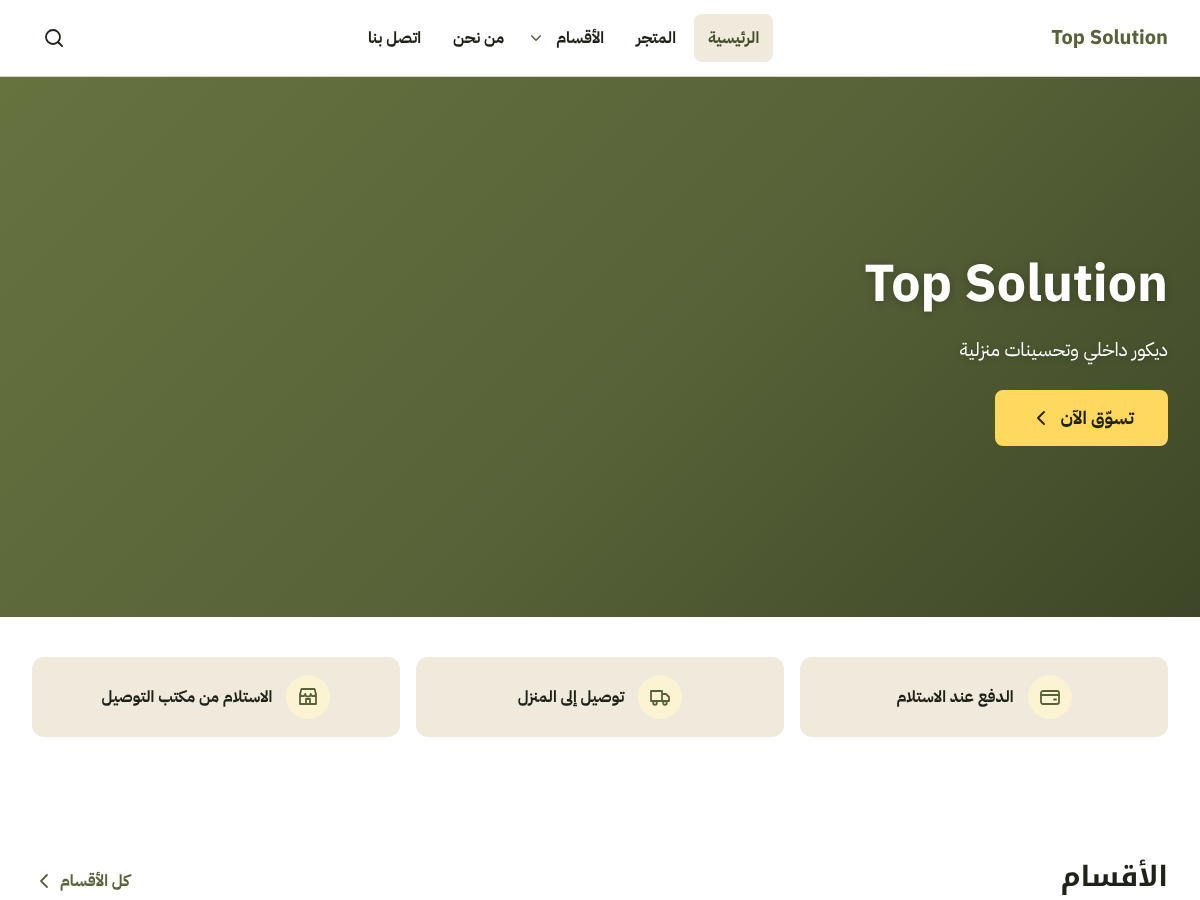 Top Solution
الرئيسية
المتجر
الأقسام
من نحن
اتصل بنا
Top Solution
ديكور داخلي وتحسينات منزلية
تسوّق الآن
الدفع عند الاستلام
توصيل إلى المنزل
الاستلام من مكتب التوصيل
الأقسام
كل الأقسام